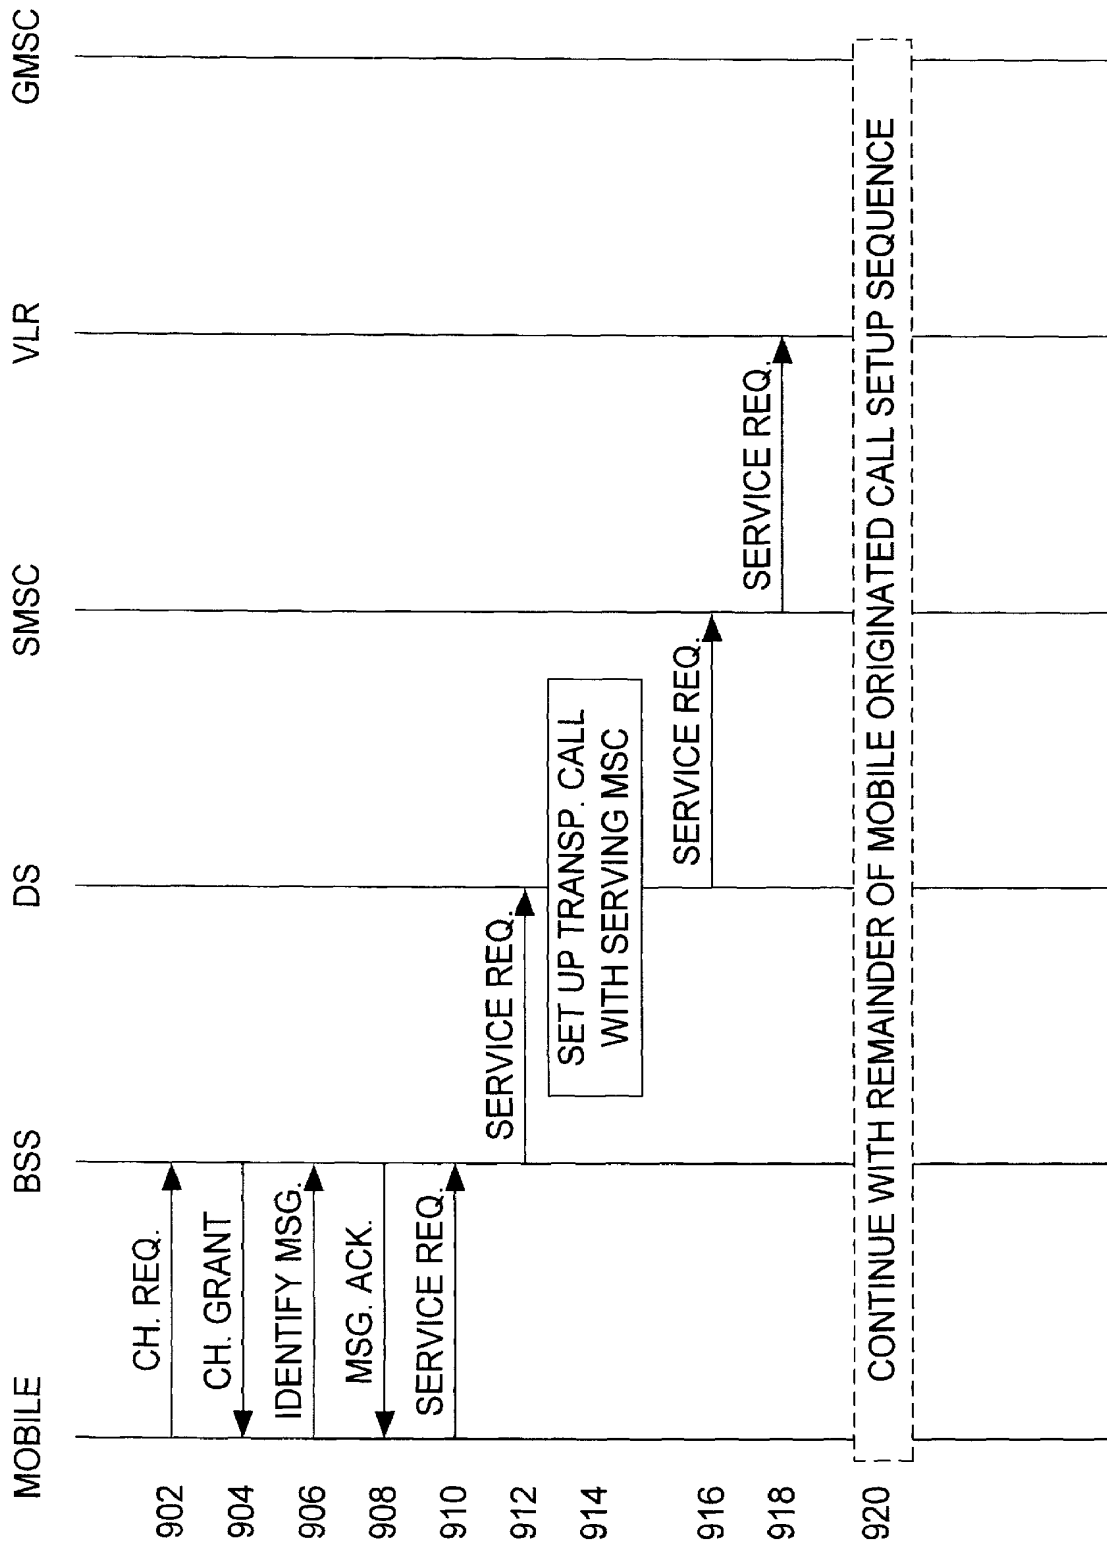 MOBILE
BSS
DS
SMSC
VLR
GMSC
902
CH. REQ.
904
CH. GRANT
906
IDENTIFY MSG.
908
MSG. ACK.
910
SERVICE REQ.
912
SERVICE REQ.
914
SET UP TRANSP. CALL
WITH SERVING MSC
916
SERVICE REQ.
918
SERVICE REQ.
920
CONTINUE WITH REMAINDER OF MOBILE ORIGINATED CALL SETUP SEQUENCE